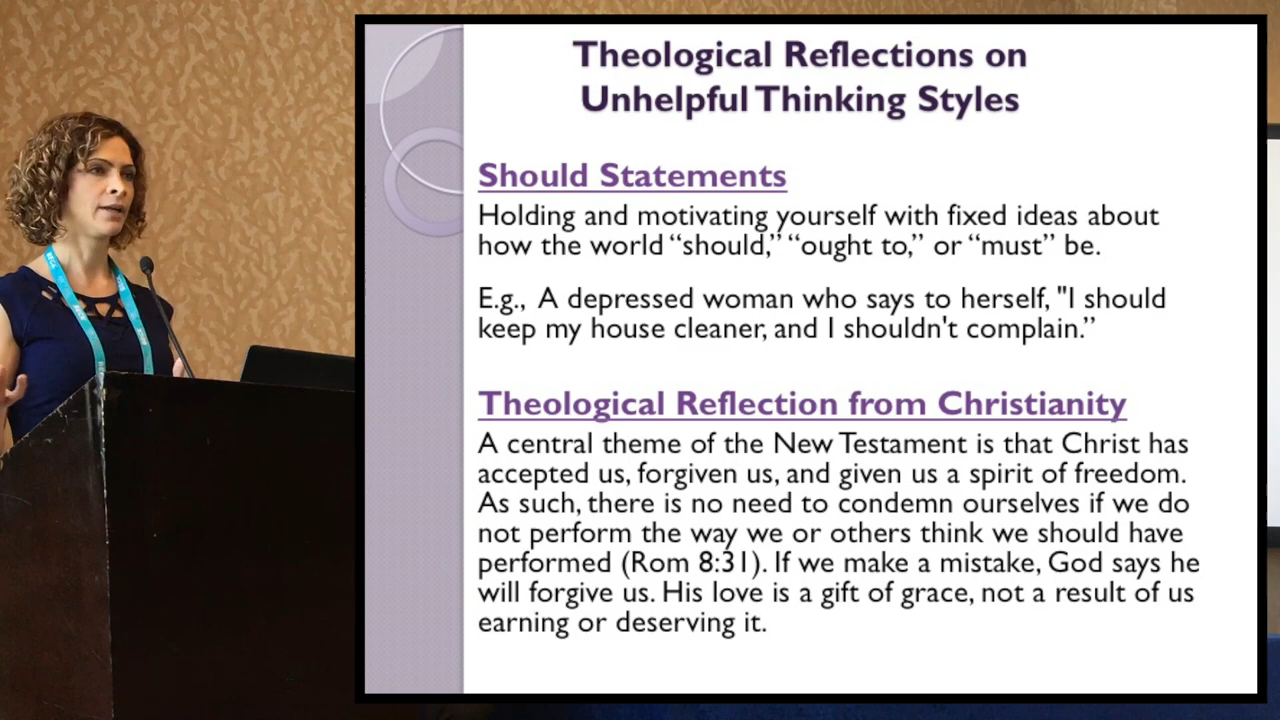 Theological Reflections on
Unhelpful Thinking Styles
Should Statements
Holding and motivating yourself with fixed ideas about
how the world “should,” “ought to,” or “must” be.
E.g., A depressed woman who says to herself, "I should
keep my house cleaner, and I shouldn't complain.”
Theological Reflection from Christianity
A central theme of the New Testament is that Christ has
accepted us, forgiven us, and given us a spirit of freedom.
As such, there is no need to condemn ourselves if we do
not perform the way we or others think we should have
performed (Rom 8:31). If we make a mistake, God says he
will forgive us. His love is a gift of grace, not a result of us
earning or deserving it.